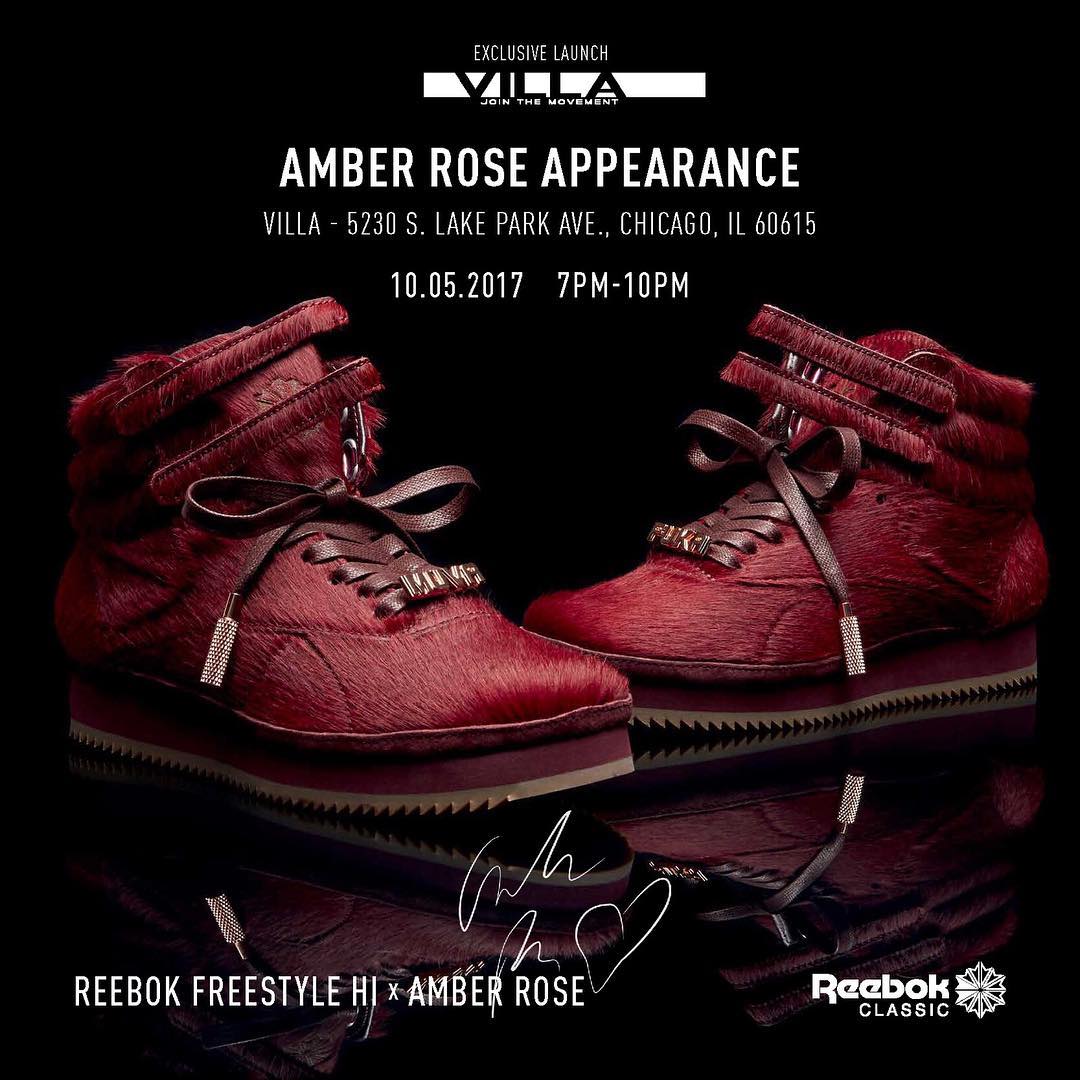 EXCLUSIVE LAUNCH
VILLA
JOIN THE MOVEMENT
AMBER ROSE APPEARANCE
VILLA - 5230 S. LAKE PARK AVE., CHICAGO, IL 60615
10.05.2017 7PM-10PM
REEBOK FREESTYLE HI x AMBER ROSE
Reebok
CLASSIC